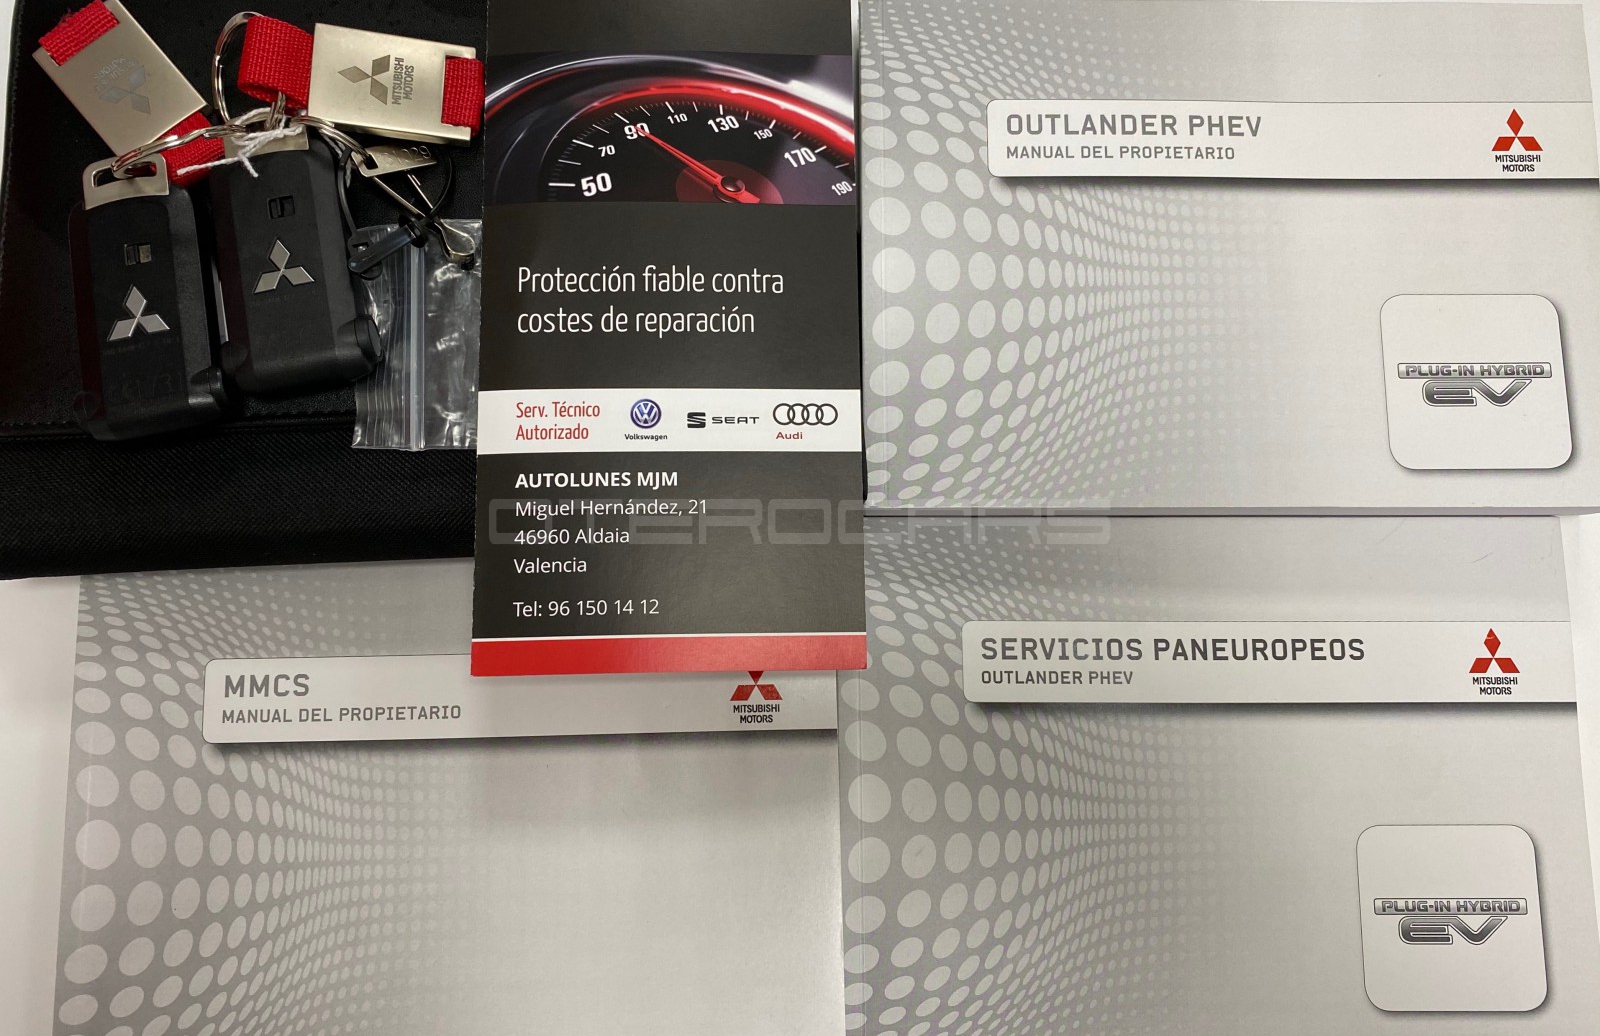 MITSUBISHI
MOTORS
50
70
90
110
130
150
170
190
Protección fiable contra
costes de reparación
Serv. Técnico
Autorizado
Volkswagen
SEAT
Audi
AUTOLUNES MJM
Miguel Hernández, 21
46960 Aldaia
Valencia
Tel: 96 150 14 12
OUTLANDER PHEV
MANUAL DEL PROPIETARIO
MITSUBISHI
MOTORS
PLUG-IN HYBRID
EV
OTEROCARS
MMCS
MANUAL DEL PROPIETARIO
MITSUBISHI
MOTORS
SERVICIOS PANEUROPEOS
OUTLANDER PHEV
MITSUBISHI
MOTORS
PLUG-IN HYBRID
EV